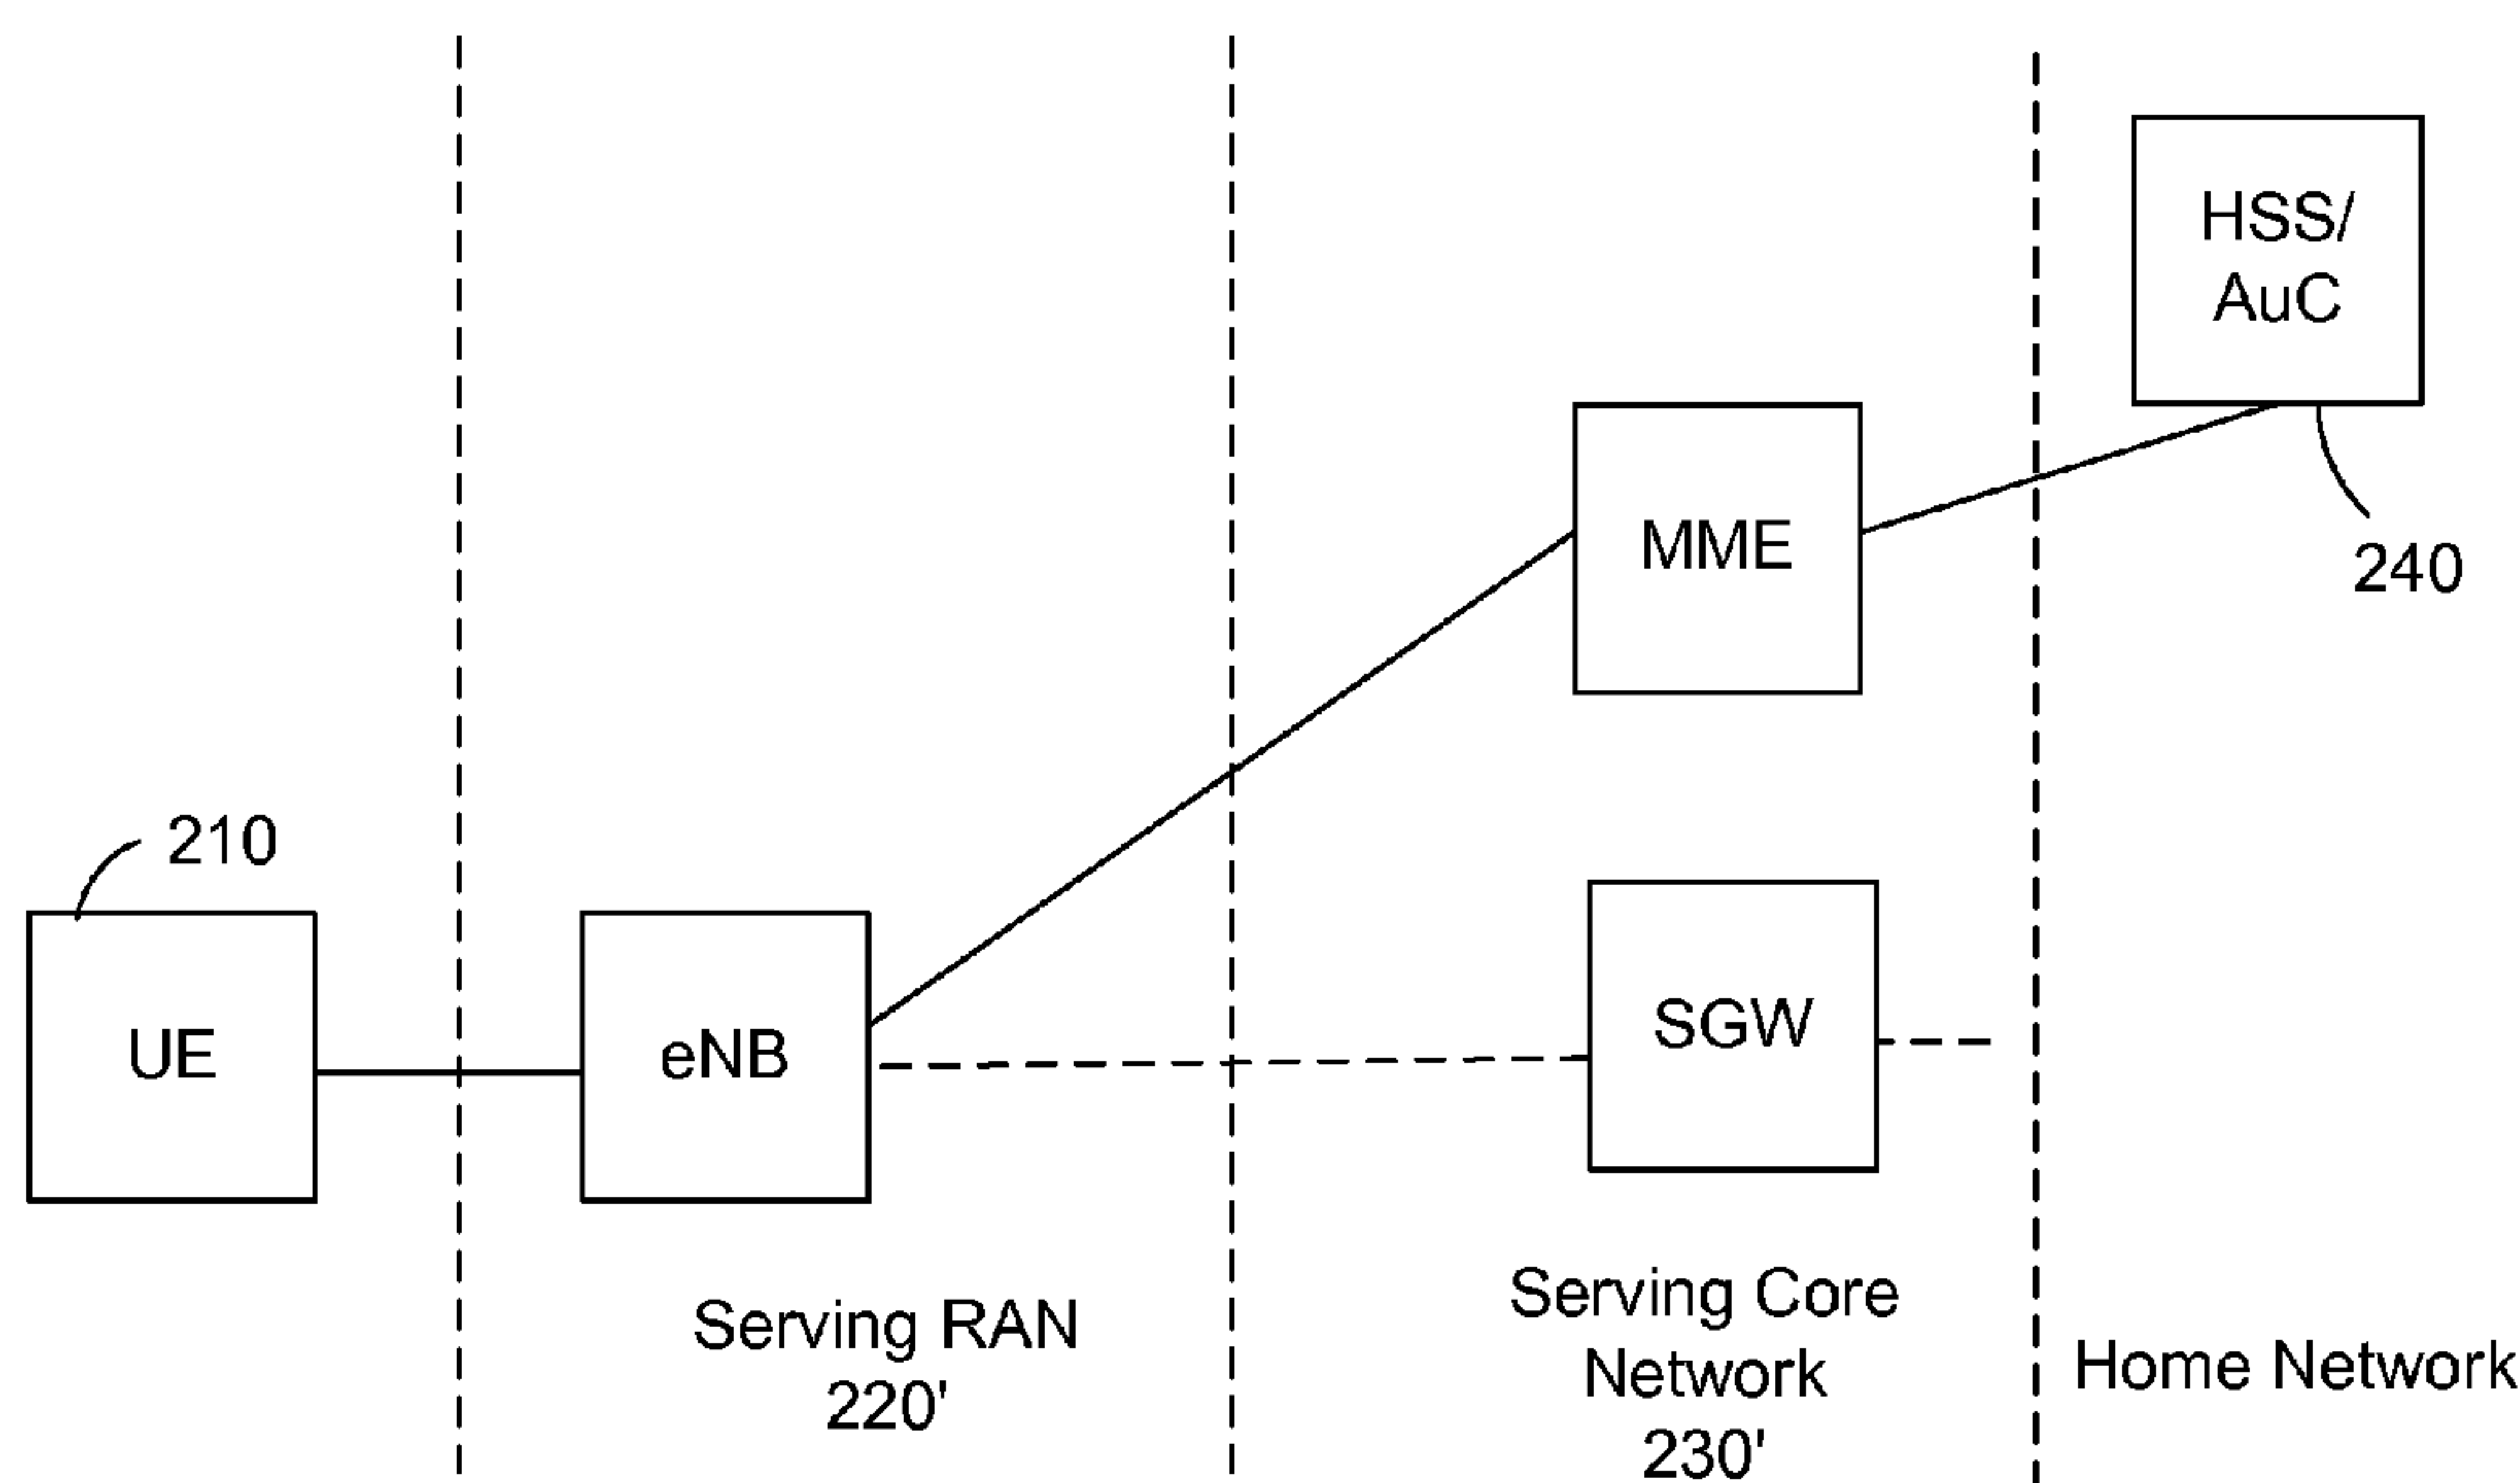 HSS/
AuC
MME
240
210
UE
eNB
SGW
Serving RAN
220'
Serving Core
Network
230'
Home Network